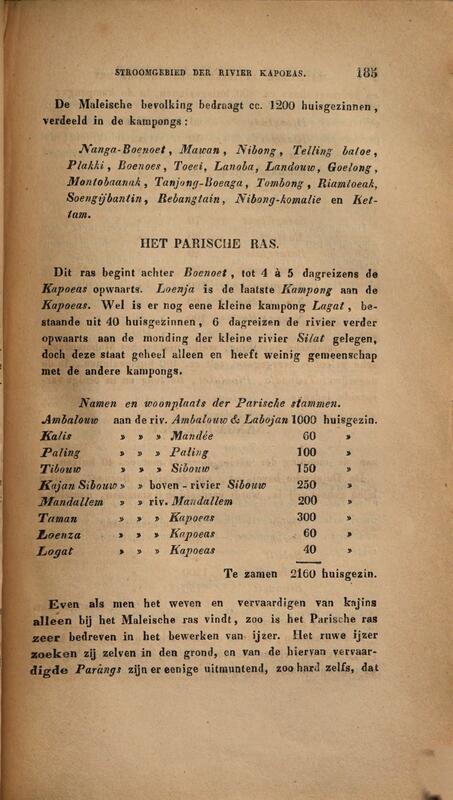 STROOMGEBIED DER RIVIER KAPOEAS. 185
De Maleische bevolking bedraagt cc. 1200 huisgezinnen,
verdeeld in de kampongs:
Nanga-Boenoet, Mawan, Nibong, Telling batoe,
Plakki, Boenoes, Toeei, Lanoba, Landouw, Goelong,
Montobaanak, Tanjong-Boeaga, Tombong, Riamloeak,
Soengijbantin, Rebangtain, Nibong-komalie en Ket-
tam.
HET PARISCHE RAS.
Dit ras begint achter Boenoet, tot 4 à 5 dagreizens de
Kapoeas opwaarts. Loenja is de laatste Kampong aan de
Kapoeas. Wel is er nog eene kleine kampong Lagat, be-
staande uit 40 huisgezinnen, 6 dagreizen de rivier verder
opwaarts aan de monding der kleine rivier Silat gelegen,
doch deze staat geheel alleen en heeft weinig gemeenschap
met de andere kampongs.
Namen en woonplaats der Parische stammen.
Ambalouw aan de riv. Ambalouw & Labojan 1000 huisgezin.
Kalis » » » Mandée 60 »
Paling » » » Paling 100 »
Tibouw » » » Sibouw 150 »
Kajan Sibouw » » boven-rivier Sibouw 250 »
Mandallem » » riv. Mandallem 200 »
Taman » » » Kapoeas 300 »
Loenza » » » Kapoeas 60 »
Logat » » » Kapoeas 40 »
Te zamen 2160 huisgezin.
Even als men het weven en vervaardigen van kajins
alleen bij het Maleische ras vindt, zoo is het Parische ras
zeer bedreven in het bewerken van ijzer. Het ruwe ijzer
zoeken zij zelven in den grond, en van de hiervan vervaar-
digde Parangs zijn er eenige uitmuntend, zoo hard zelfs, dat